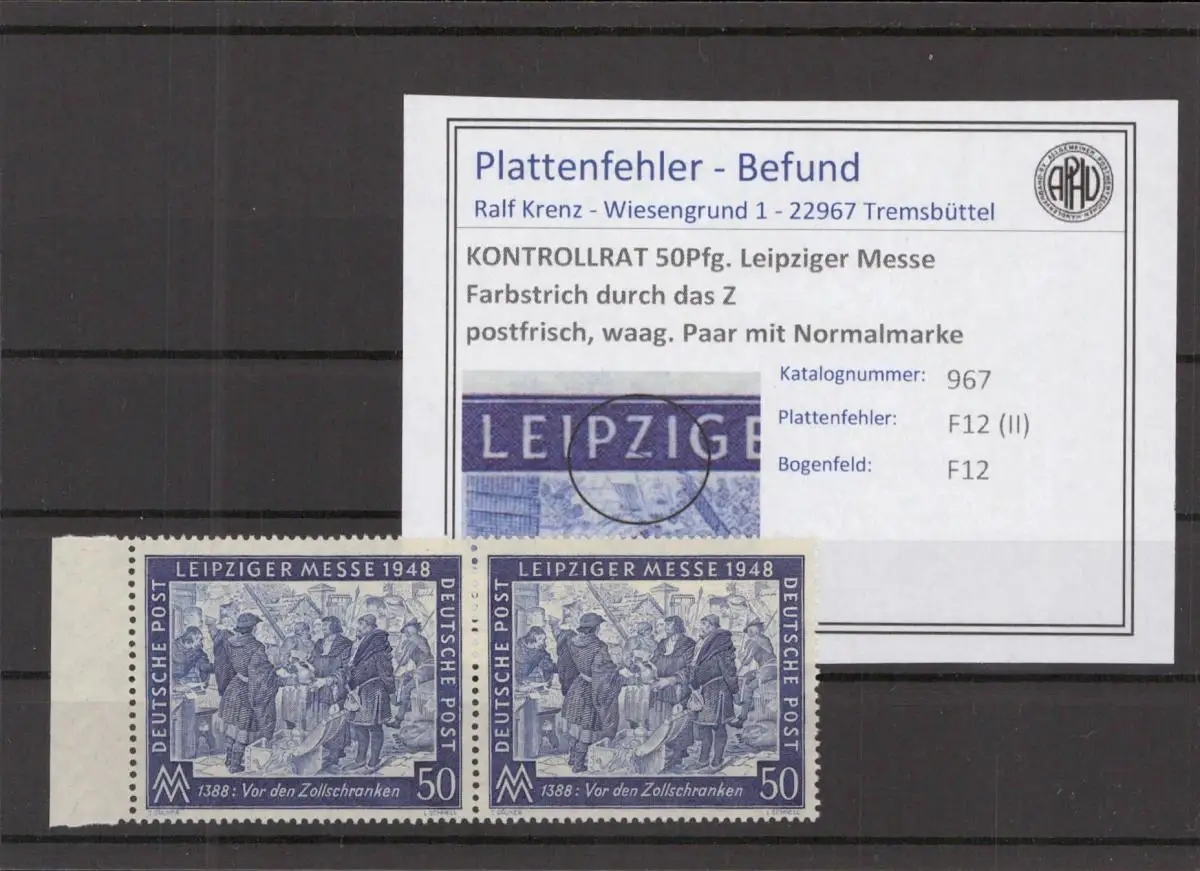 Plattenfehler - Befund
Ralf Krenz - Wiesengrund 1 - 22967 Tremsbüttel
APHV
KONTROLLRAT 50Pfg. Leipziger Messe
Farbstrich durch das Z
postfrisch, waag. Paar mit Normalmarke
Katalognummer: 967
Plattenfehler: F12 (II)
Bogenfeld: F12
LEIPZIGE
LEIPZIGER MESSE 1948
DEUTSCHE POST
DEUTSCHE POST
1388: Vor den Zollschranken
50
LEIPZIGER MESSE 1948
DEUTSCHE POST
DEUTSCHE POST
1388: Vor den Zollschranken
50